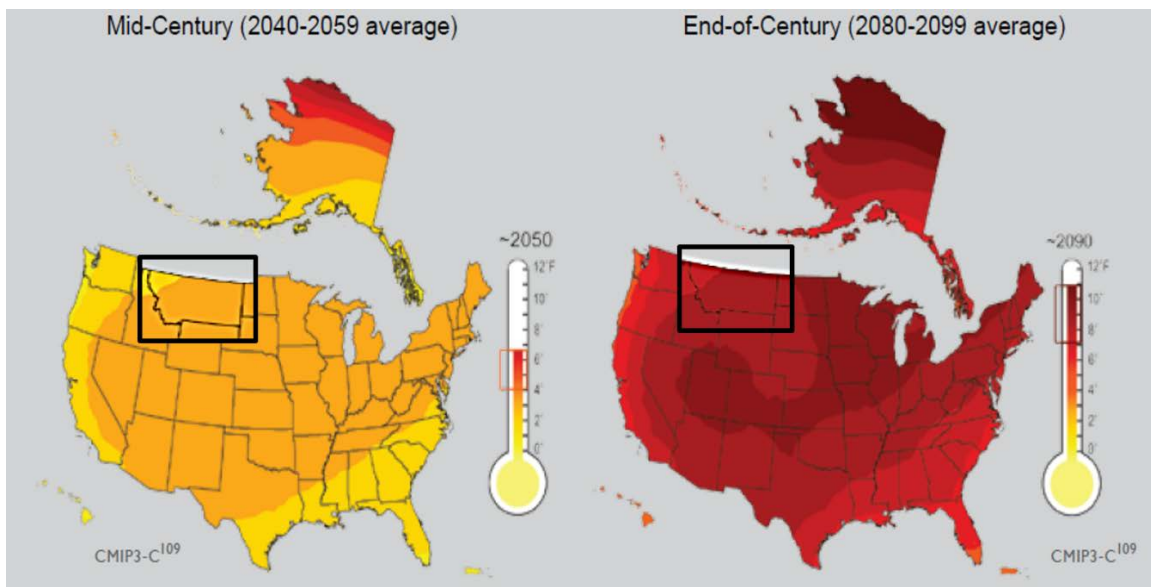 Mid-Century (2040-2059 average)
End-of-Century (2080-2099 average)
~2050
12°F
10°
8°
6°
4°
2°
0°
~2090
12°F
10°
8°
6°
4°
2°
0°
CMIP3-C109
CMIP3-C109